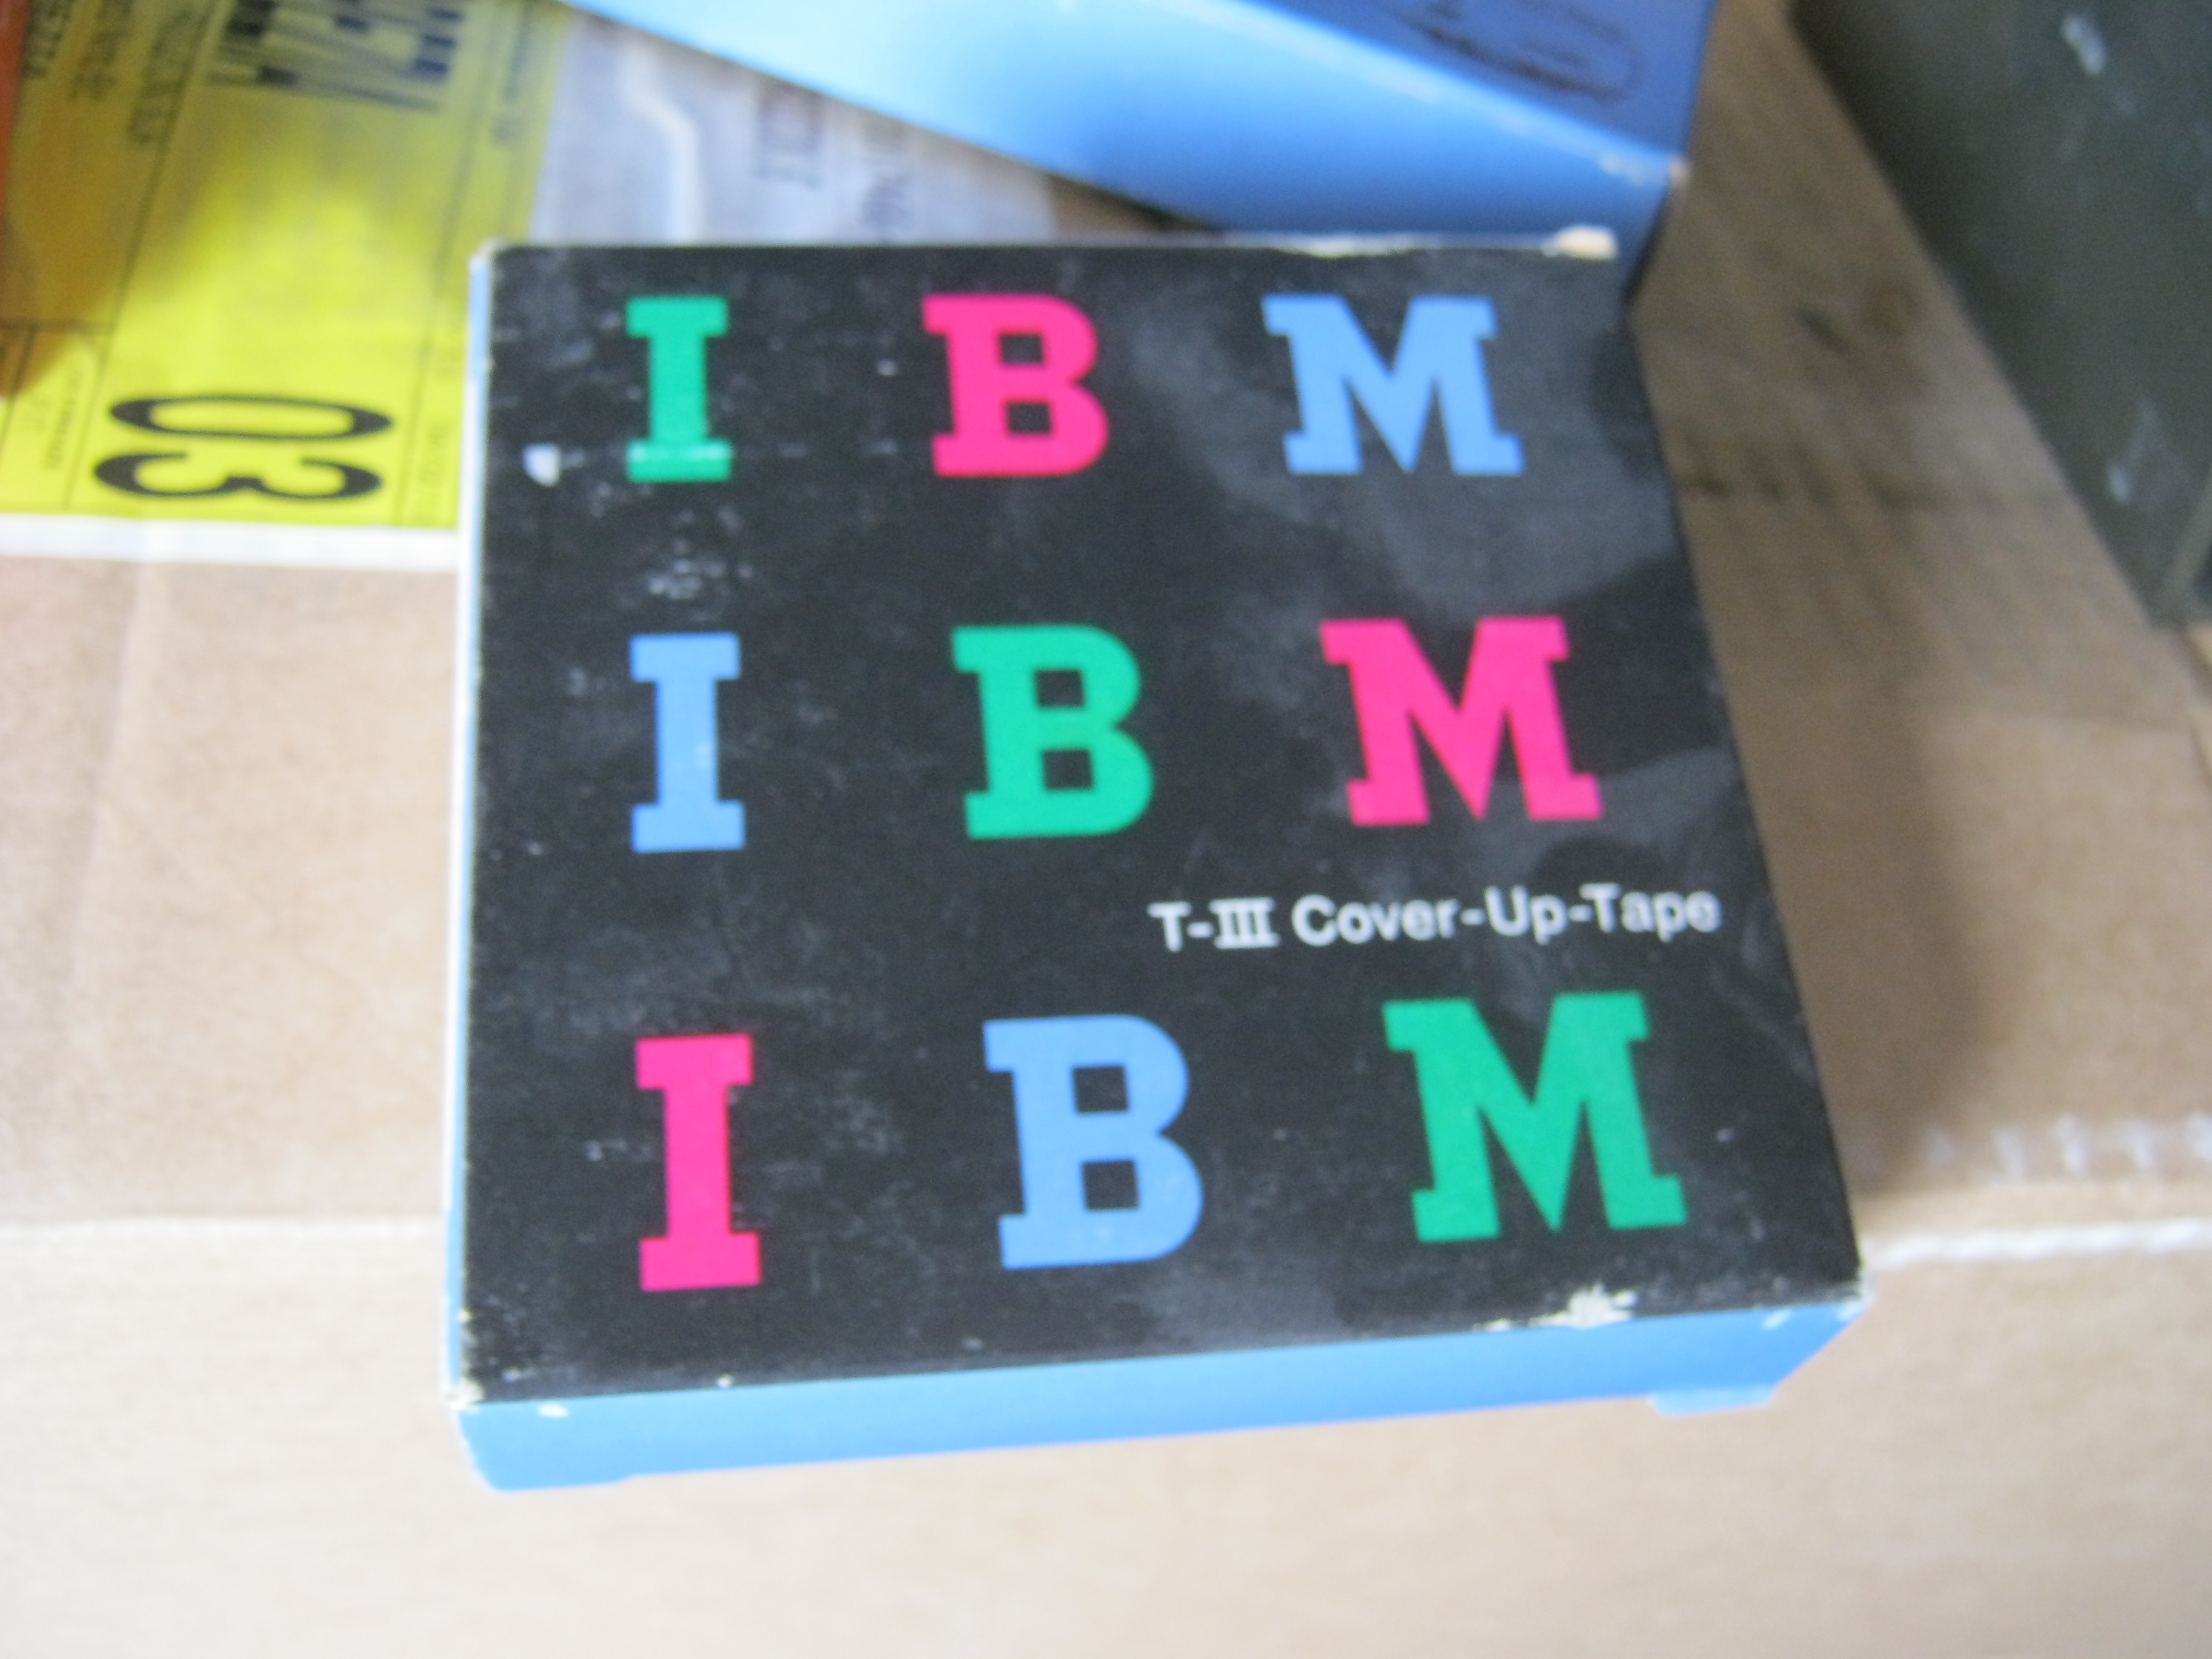 I B M
I B M
T-III Cover-Up-Tape
I B M
03